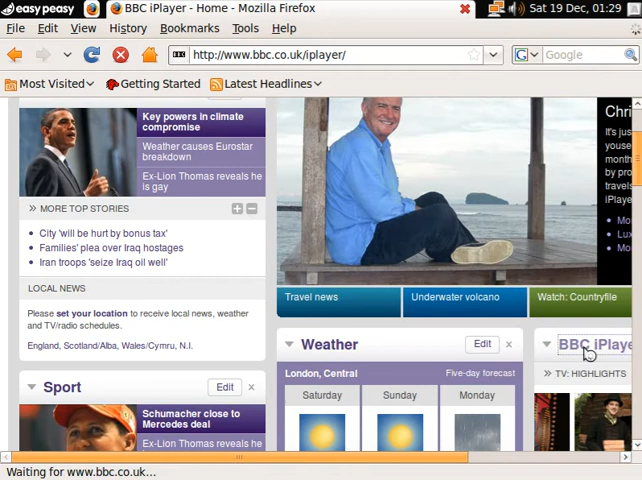 easy peasy
BBC iPlayer - Home - Mozilla Firefox
Sat 19 Dec, 01:29
File Edit View History Bookmarks Tools Help
http://www.bbc.co.uk/iplayer/
Google
Most Visited
Getting Started
Latest Headlines
Key powers in climate
compromise
Weather causes Eurostar
breakdown
Ex-Lion Thomas reveals he
is gay
MORE TOP STORIES
City 'will be hurt by bonus tax'
Families' plea over Iraq hostages
Iran troops 'seize Iraq oil well'
LOCAL NEWS
Please set your location to receive local news, weather
and TV/radio schedules.
England, Scotland/Alba, Wales/Cymru, N.I.
Sport
Edit
Schumacher close to
Mercedes deal
Ex-Lion Thomas reveals he
Chri
It's jus
youse
month
by pro
travels
iPlaye
Mo
Lux
Mo
Travel news
Underwater volcano
Watch: Countryfile
Weather
Edit
London, Central
Five-day forecast
Saturday
Sunday
Monday
BBC iPlaye
TV: HIGHLIGHTS
Waiting for www.bbc.co.uk...